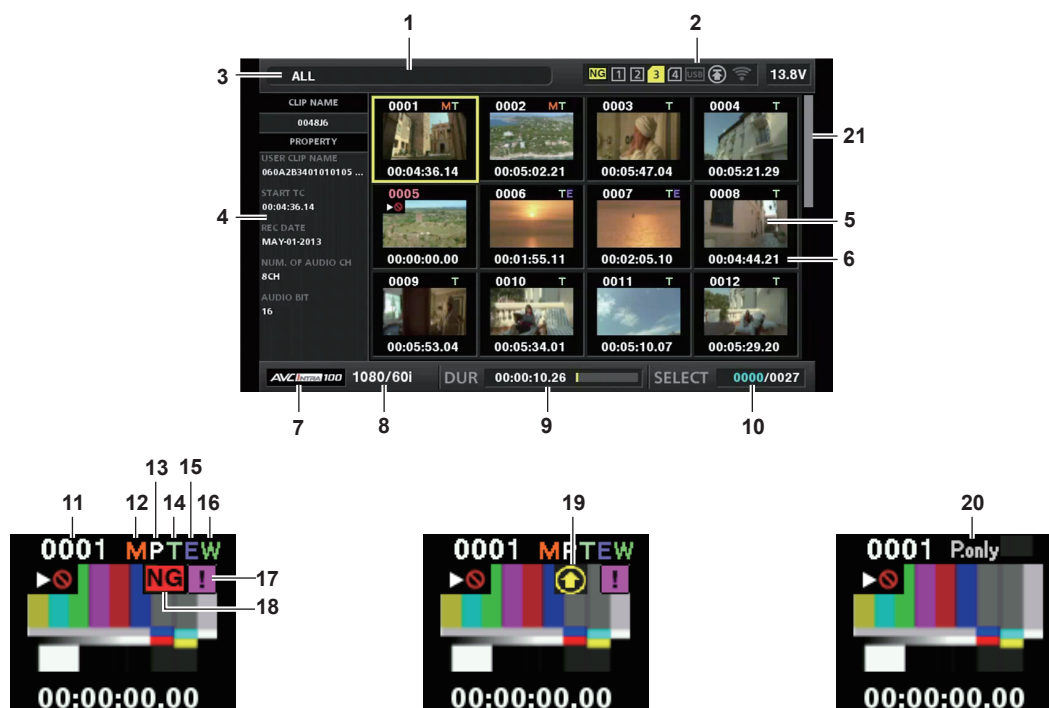 1 2
3 ALL NG 1 2 3 4 USB 13.8V
CLIP NAME
0048J6
PROPERTY
USER CLIP NAME
060A2B3401010105 ...
START TC
00:04:36.14
REC DATE
MAY-01-2013
NUM. OF AUDIO CH
8CH
AUDIO BIT
16
4
0001 MT 0002 MT 0003 T 0004 T
21
00:04:36.14 00:05:02.21 00:05:47.04 00:05:21.29
0005 0006 TE 0007 TE 0008 T
5
00:00:00.00 00:01:55.11 00:02:05.10 00:04:44.21 6
0009 T 0010 T 0011 T 0012 T
00:05:53.04 00:05:34.01 00:05:10.07 00:05:29.20
AVC INTRA 100 1080/60i DUR 00:00:10.26 SELECT 0000/0027
7 8 9 10
13 15
11 12 14 16
0001 MPTEW
NG !
17
18
00:00:00.00
19
0001 MPTEW
!
00:00:00.00
20
0001 P.only
00:00:00.00